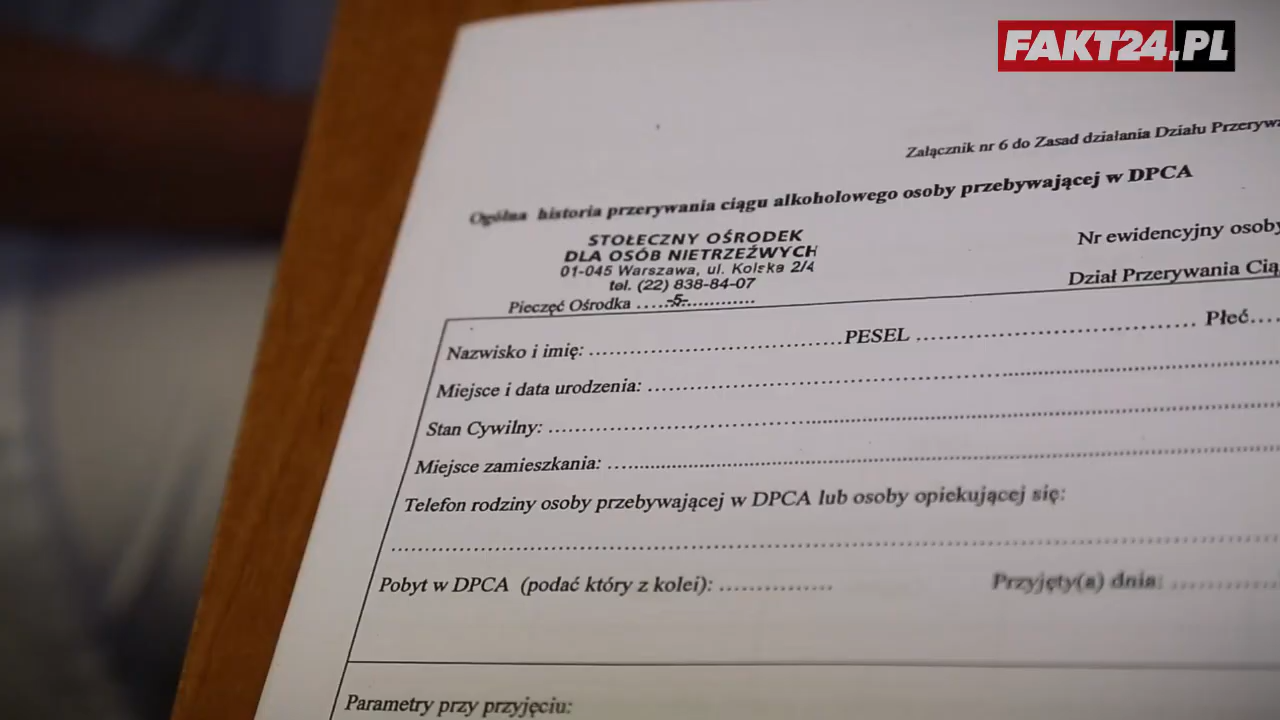 FAKT24.PL
Załącznik nr 6 do Zasad działania Działu
Ogólna historia przerywania ciągu alkoholowego osoby przebywającej w DPCA
STOŁECZNY OŚRODEK
DLA OSÓB NIETRZEŹWYCH
01-045 Warszawa, ul. Kolska 2/4
tel. (22) 838-84-07
-5-
Pieczęć Ośrodka ..................
Nr ewidencyjny osoby
Dział Przerywania
Nazwisko i imię: ............................................ PESEL ................................................ Płeć....
Miejsce i data urodzenia: ................................................................
Stan Cywilny: ................................................................
Miejsce zamieszkania: ................................................................
Telefon rodziny osoby przebywającej w DPCA lub osoby opiekującej się:
................................................................
Pobyt w DPCA (podać który z kolei): .................... Przyjęty(a) dnia: ....................
Parametry przy przyjęciu: